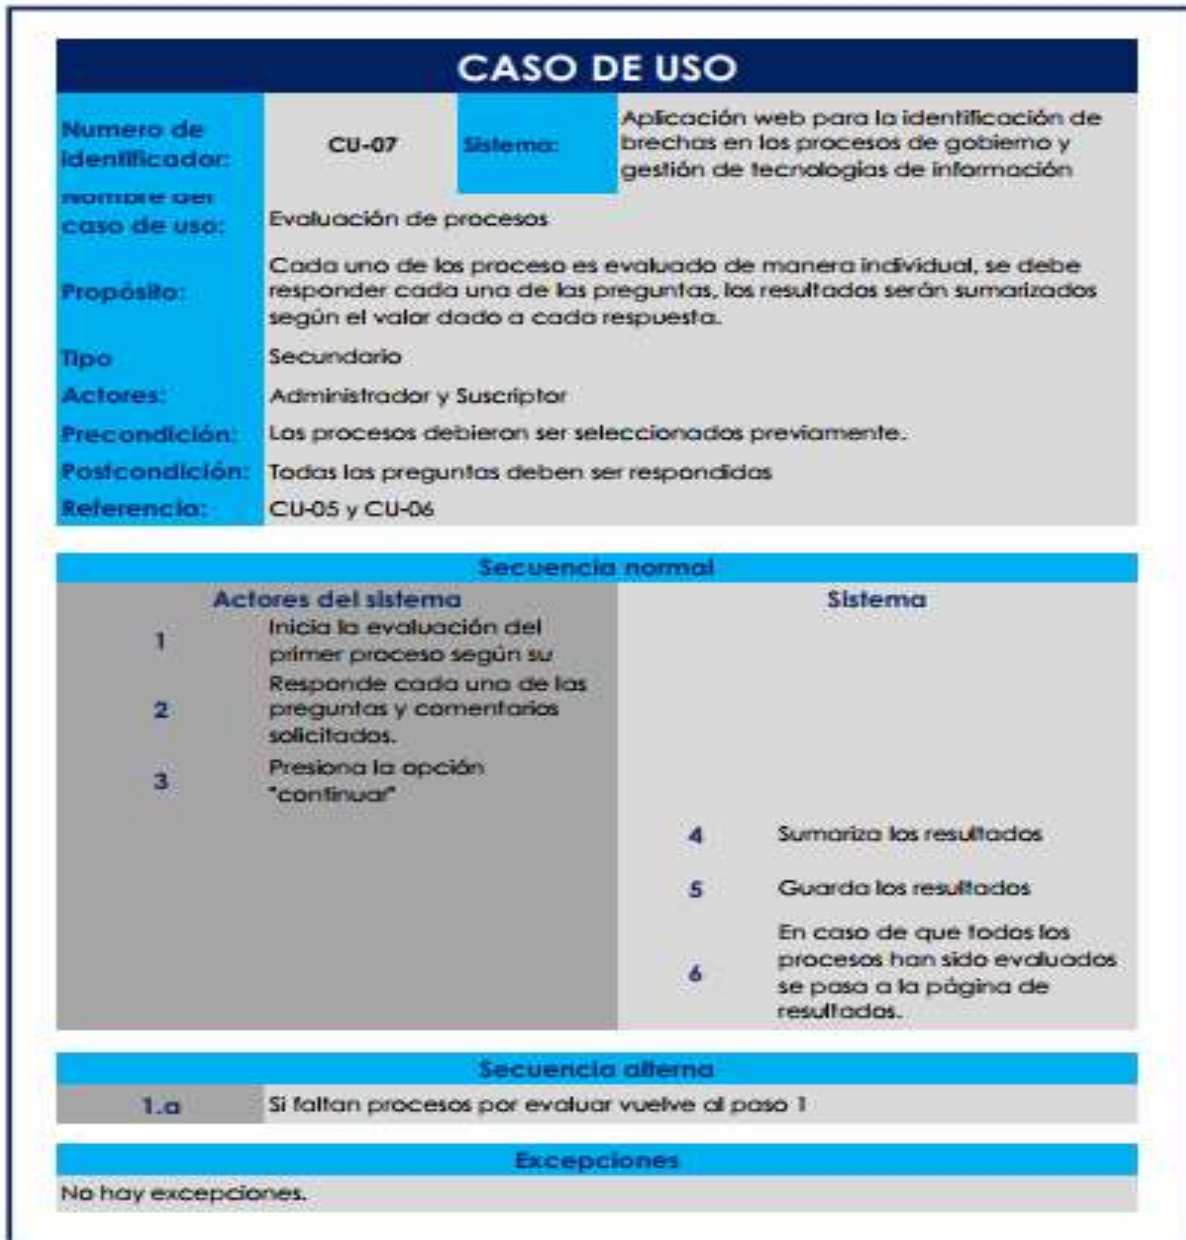 CASO DE USO
Numero de
identificador:
CU-07
Sistema:
Aplicación web para la identificación de
brechas en los procesos de gobierno y
gestión de tecnologías de información
Nombre del
caso de uso:
Evaluación de procesos
Propósito:
Cada uno de los proceso es evaluado de manera individual, se debe
responder cada una de las preguntas, los resultados serán sumarizados
según el valor dado a cada respuesta.
Tipo
Secundario
Actores:
Administrador y Suscriptor
Precondición:
Los procesos debieron ser seleccionados previamente.
Postcondición:
Todas las preguntas deben ser respondidas
Referencia:
CU-05 y CU-06
Secuencia normal
Actores del sistema
Sistema
1
Inicia la evaluación del
primer proceso según su
2
Responde cada una de las
preguntas y comentarios
solicitados.
3
Presiona la opción
"continuar"
4
Sumariza los resultados
5
Guarda los resultados
6
En caso de que todos los
procesos han sido evaluados
se pasa a la página de
resultados.
Secuencia alterna
1.a
Si faltan procesos por evaluar vuelve al paso 1
Excepciones
No hay excepciones.